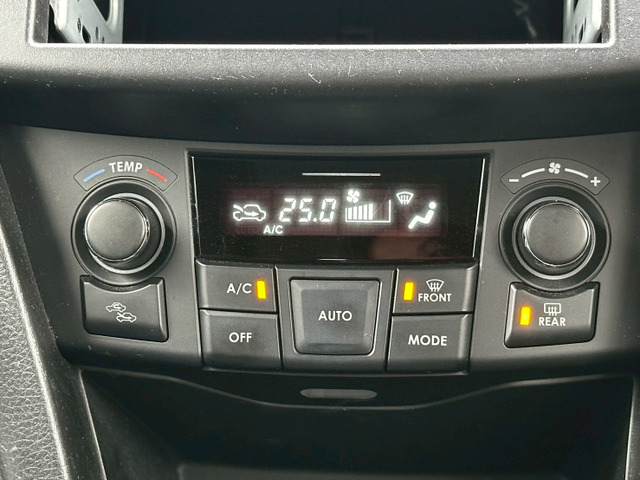 TEMP
- +
25.0
A/C
A/C
AUTO
FRONT
OFF
MODE
REAR